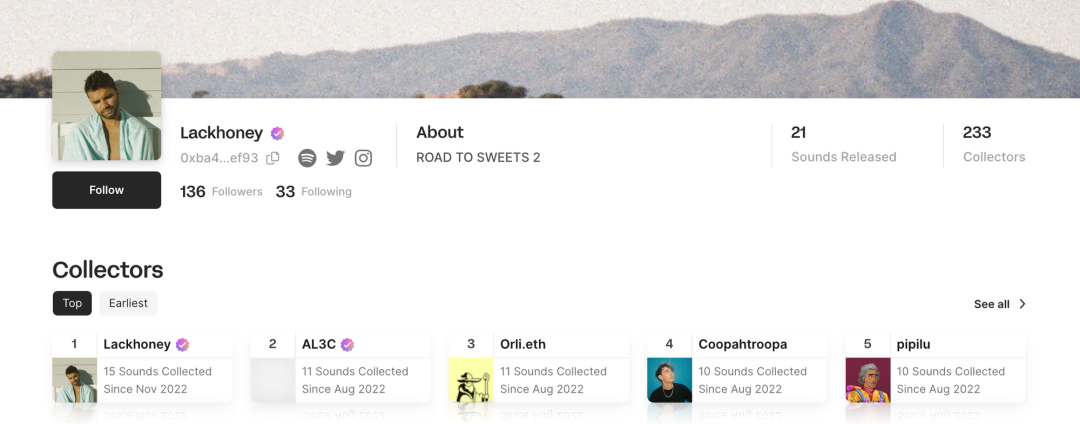 Lackhoney
0xba4...ef93
Follow
136 Followers 33 Following
About
ROAD TO SWEETS 2
21
Sounds Released
233
Collectors
Collectors
Top Earliest
See all
1 Lackhoney
15 Sounds Collected
Since Nov 2022
2 AL3C
11 Sounds Collected
Since Aug 2022
3 Orli.eth
11 Sounds Collected
Since Aug 2022
4 Coopahtroopa
10 Sounds Collected
Since Aug 2022
5 pipilu
10 Sounds Collected
Since Aug 2022